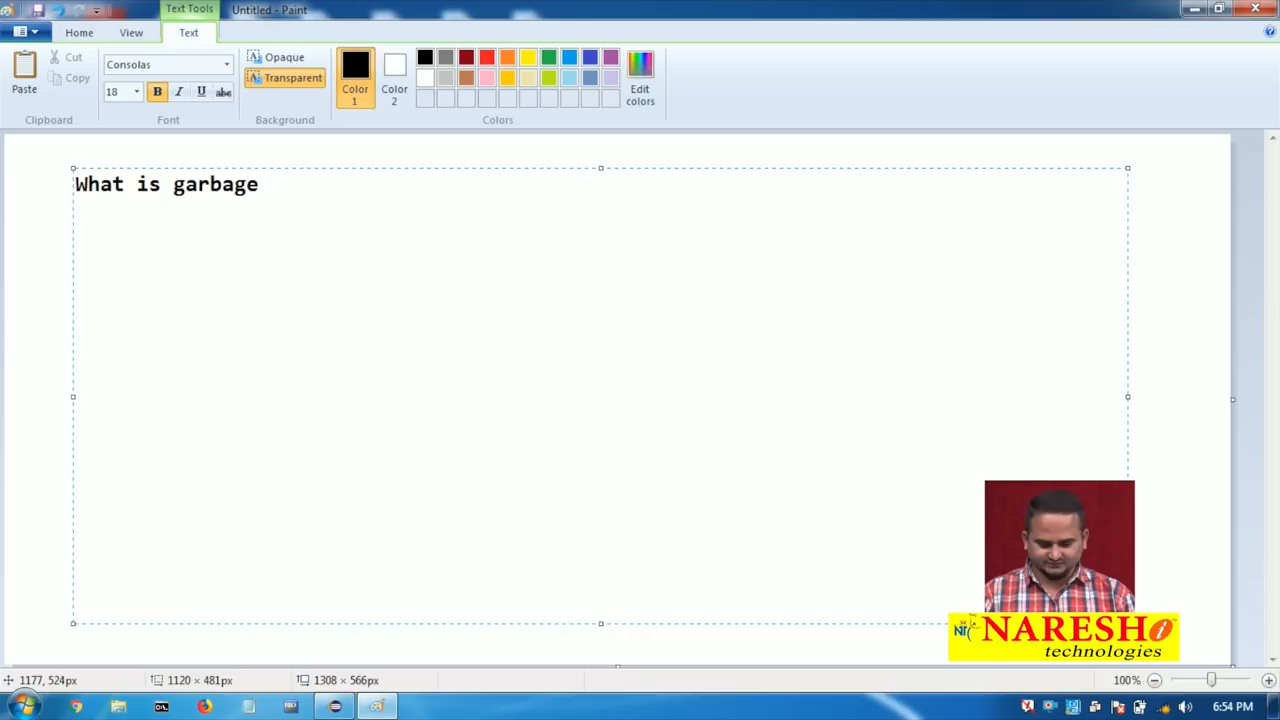 Text Tools
Untitled - Paint
Home
View
Text
Paste
Cut
Copy
Clipboard
Consolas
18
B
I
U
abc
Font
A Opaque
A Transparent
Background
Color
1
Color
2
Edit
colors
Colors
What is garbage
NARESH i
technologies
1177, 524px
1120 × 481px
1308 × 566px
100%
6:54 PM